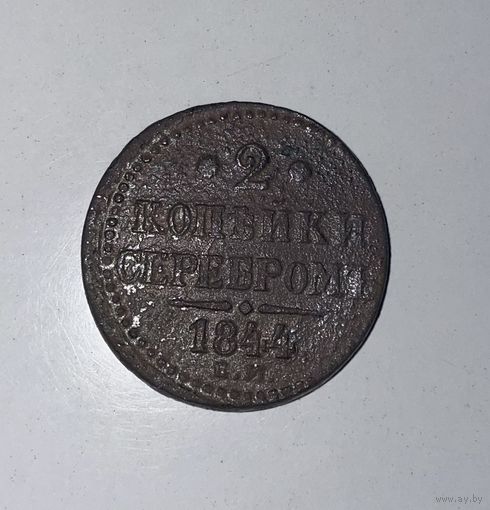 * 2 *
КОПѢЙКИ
СЕРЕБРОМЪ
1844
Е.М
www.ay.by